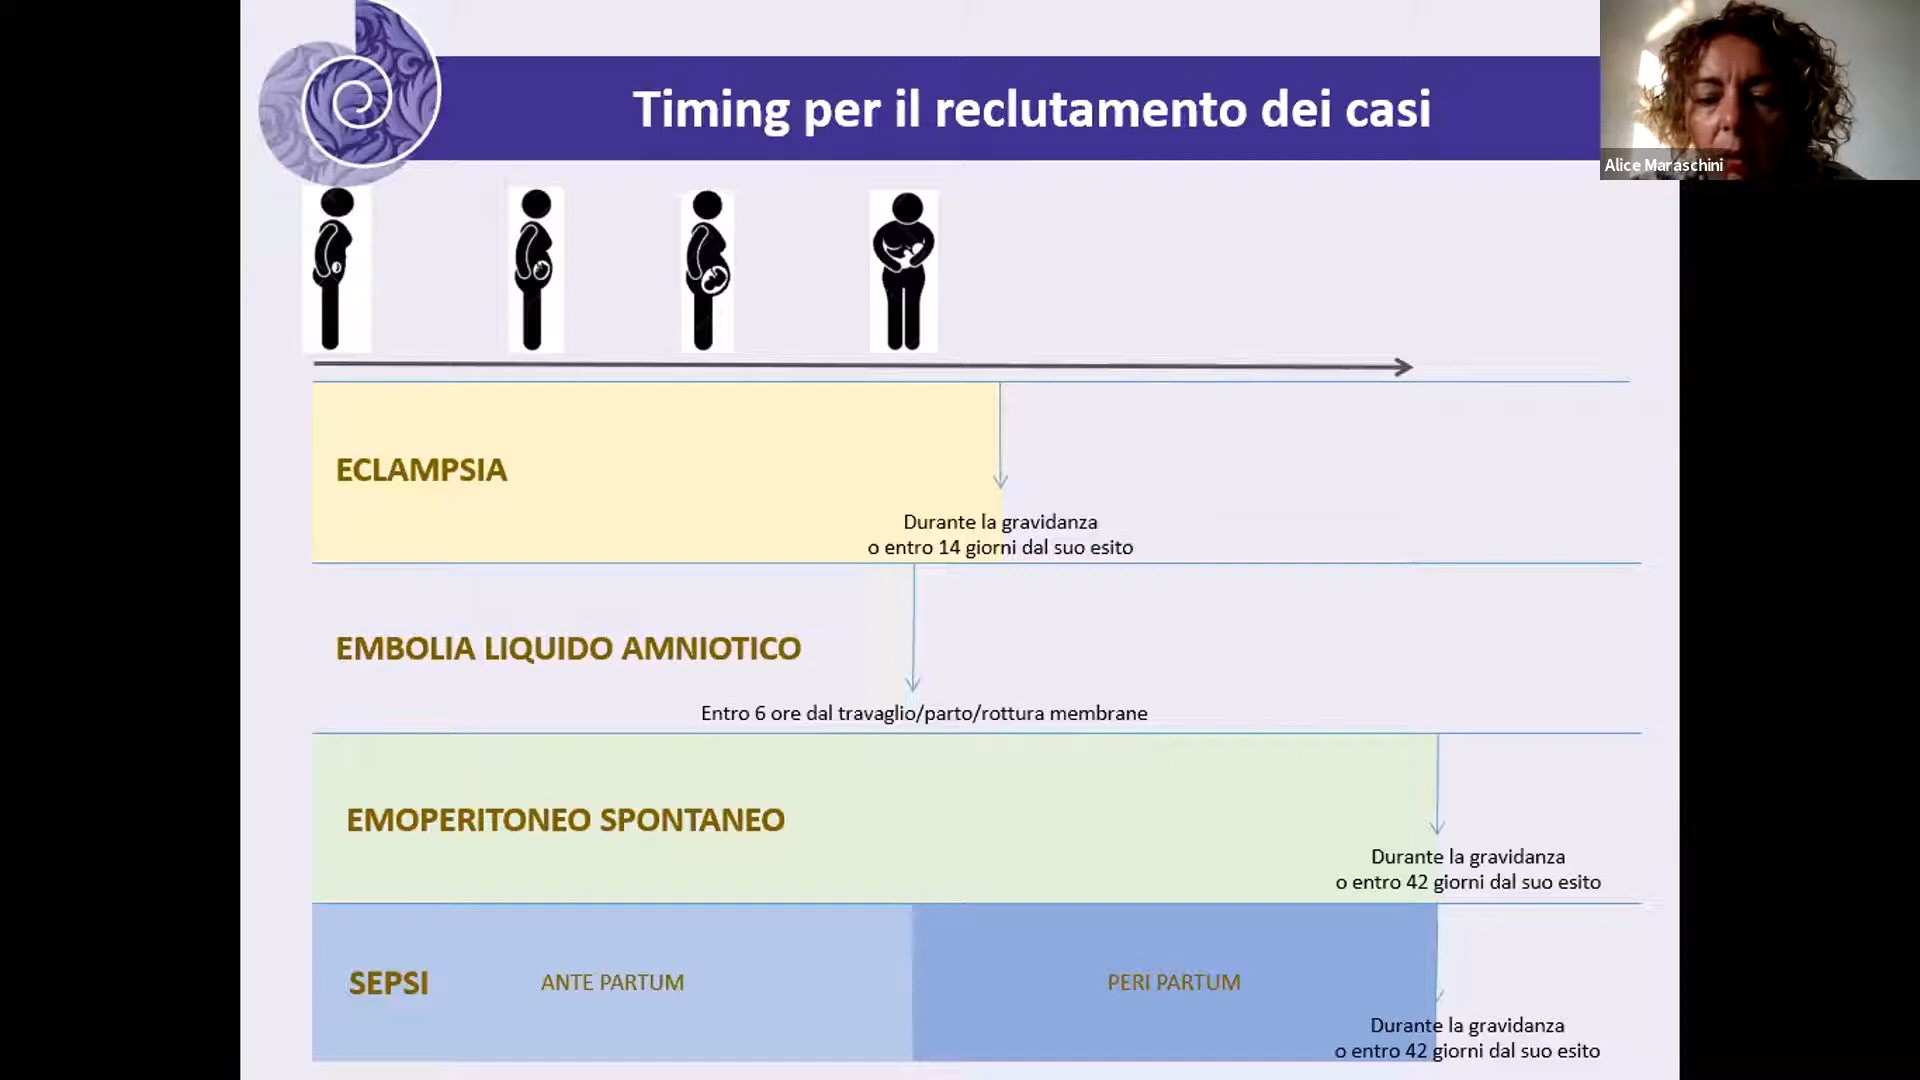 Timing per il reclutamento dei casi
Alice Maraschini
ECLAMPSIA
Durante la gravidanza
o entro 14 giorni dal suo esito
EMBOLIA LIQUIDO AMNIOTICO
Entro 6 ore dal travaglio/parto/rottura membrane
EMOPERITONEO SPONTANEO
Durante la gravidanza
o entro 42 giorni dal suo esito
SEPSI
ANTE PARTUM
PERI PARTUM
Durante la gravidanza
o entro 42 giorni dal suo esito